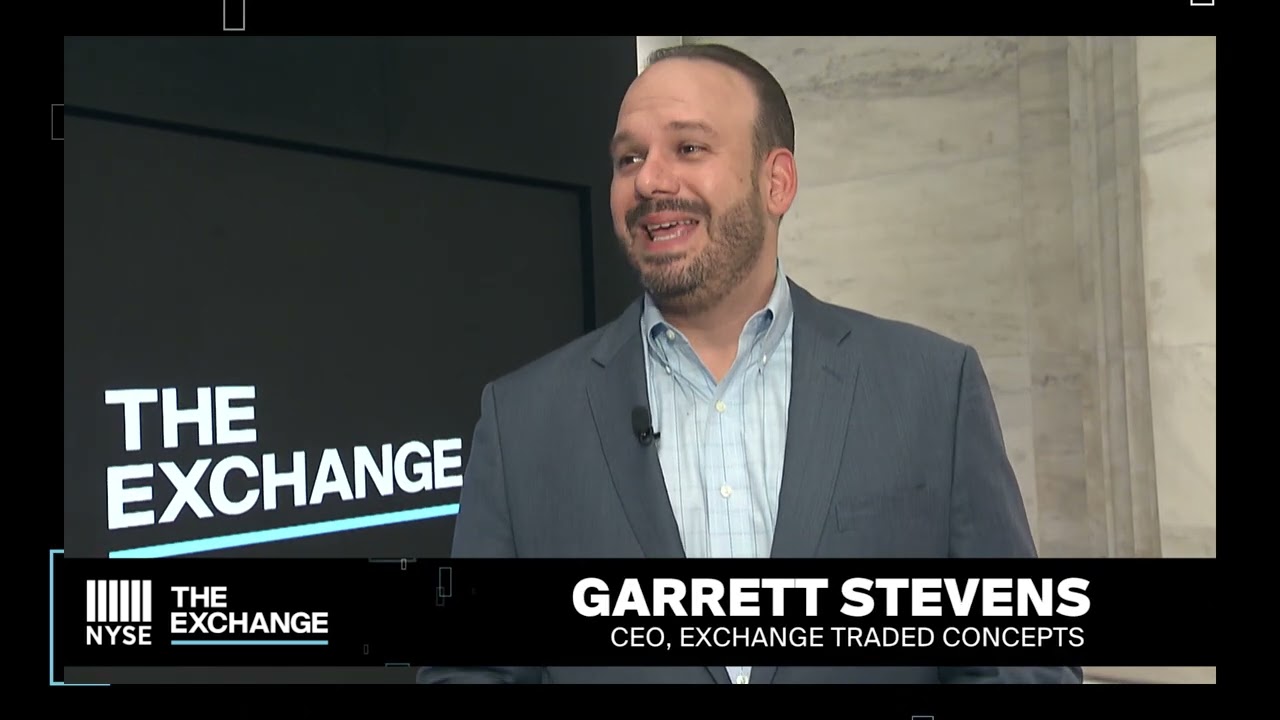 THE
EXCHANGE
NYSE
THE
EXCHANGE
GARRETT STEVENS
CEO, EXCHANGE TRADED CONCEPTS